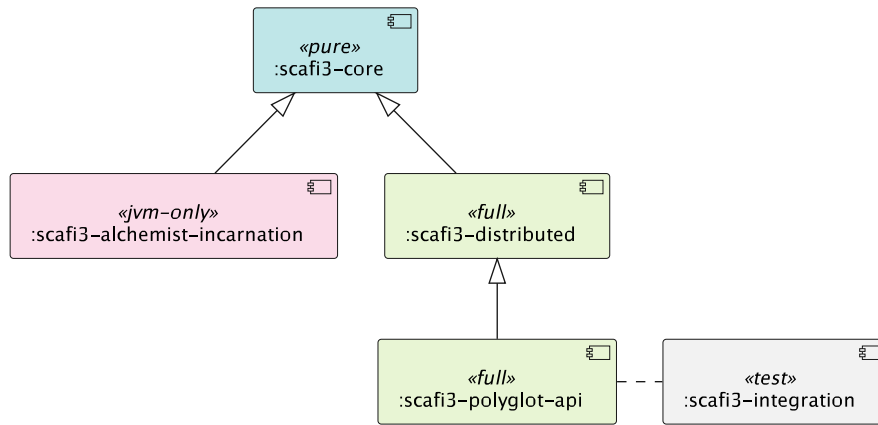 «pure»
:scafi3-core
«jvm-only»
:scafi3-alchemist-incarnation
«full»
:scafi3-distributed
«full»
:scafi3-polyglot-api
«test»
:scafi3-integration